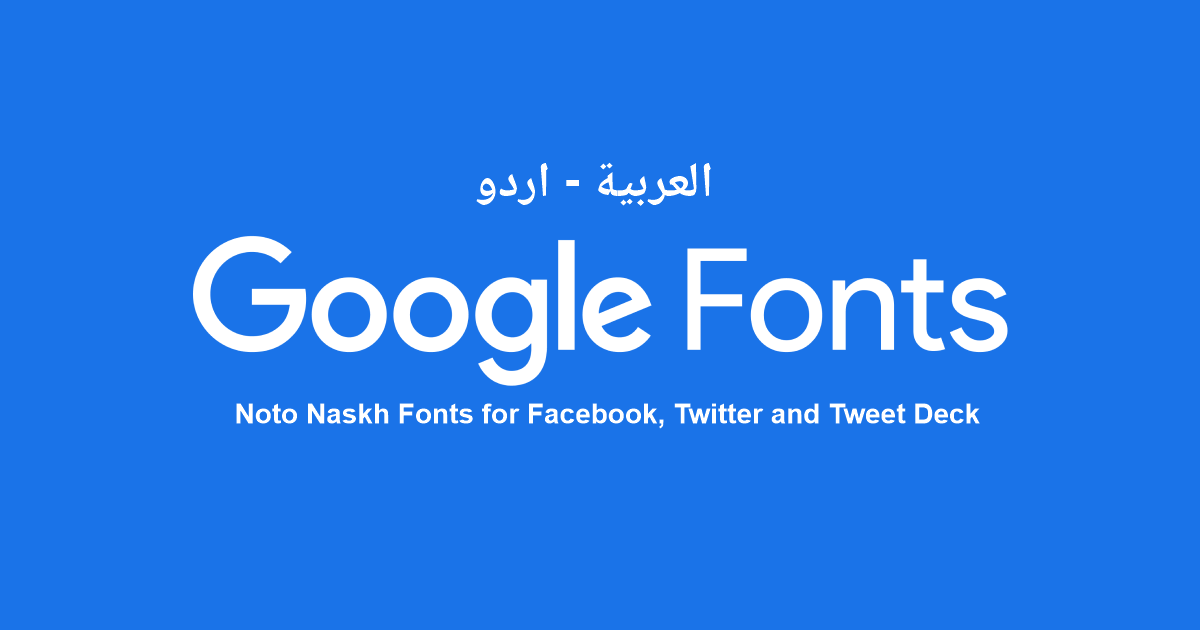 العربية - اردو
Google Fonts
Noto Naskh Fonts for Facebook, Twitter and Tweet Deck